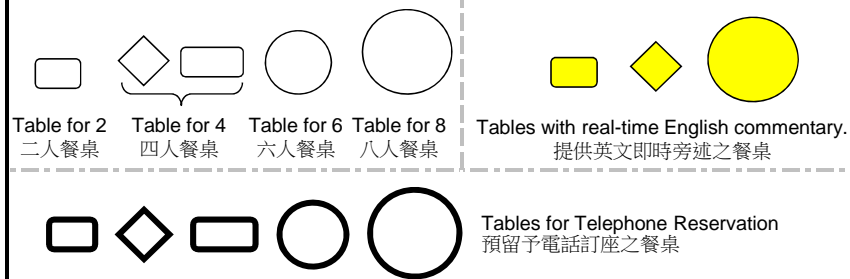 Table for 2
二人餐桌
Table for 4
四人餐桌
Table for 6
六人餐桌
Table for 8
八人餐桌
Tables with real-time English commentary.
提供英文即時旁述之餐桌
Tables for Telephone Reservation
預留予電話訂座之餐桌